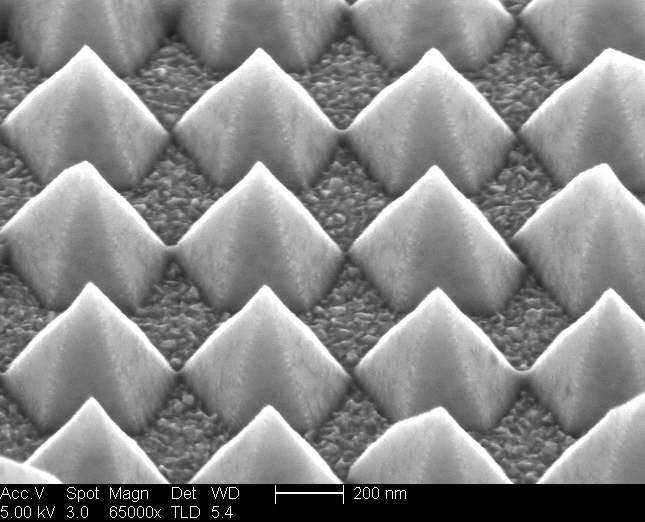 Acc.V Spot Magn Det WD 200 nm
5.00 kV 3.0 65000x TLD 5.4